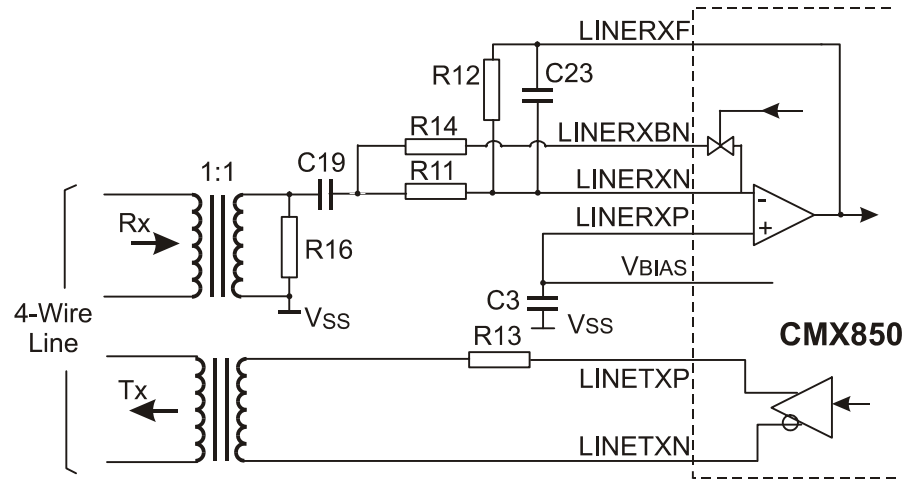 LINERXF
R12
C23
R14
LINERXBN
1:1
C19
R11
LINERXN
Rx
R16
LINERXP
-
+
VBIAS
4-Wire
Line
VSS
C3
VSS
R13
CMX850
LINETXP
Tx
LINETXN